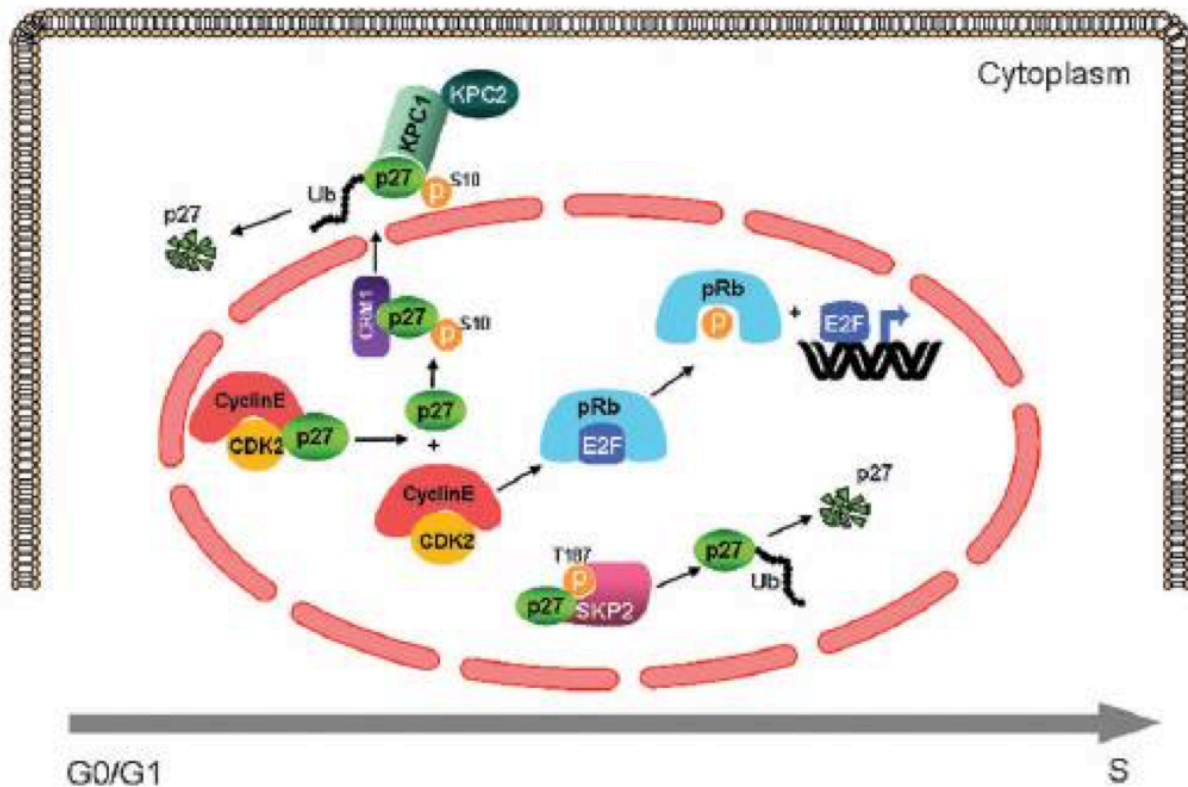 Cytoplasm
KPC2
KPC1
p27
P
S10
Ub
p27
CRM1
p27
P
S10
pRb
P
+
E2F
CyclinE
CDK2
p27
p27
+
pRb
E2F
CyclinE
CDK2
p27
p27
Ub
T187
P
p27
SKP2
G0/G1
S